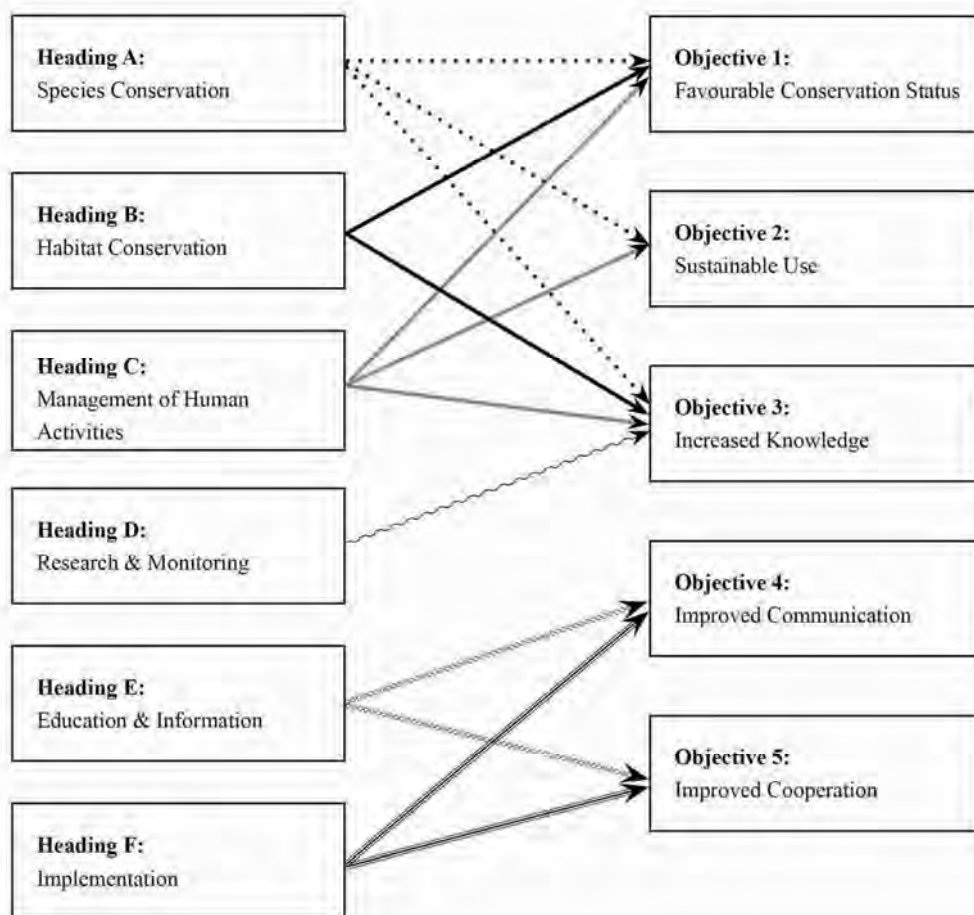 Heading A:
Species Conservation
Heading B:
Habitat Conservation
Heading C:
Management of Human
Activities
Heading D:
Research & Monitoring
Heading E:
Education & Information
Heading F:
Implementation
Objective 1:
Favourable Conservation Status
Objective 2:
Sustainable Use
Objective 3:
Increased Knowledge
Objective 4:
Improved Communication
Objective 5:
Improved Cooperation